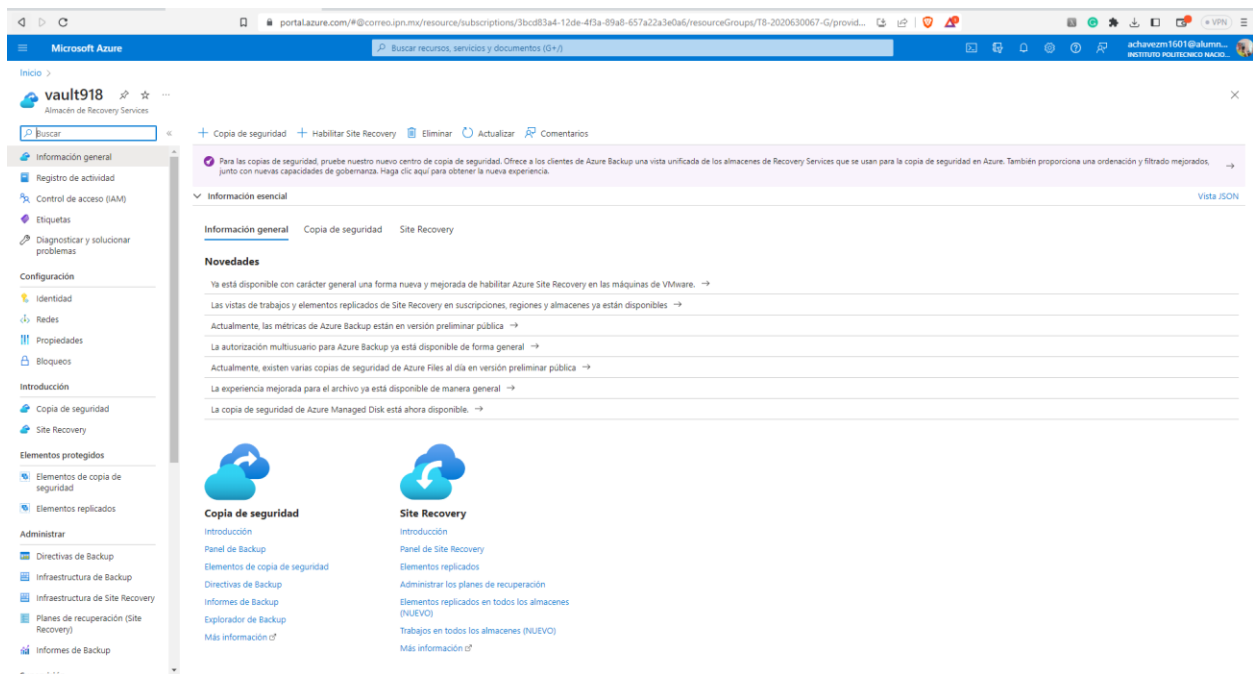 portal.azure.com/#@correo.ipn.mx/resource/subscriptions/3bcd83a4-12de-4f3a-89a8-657a22a3e0a6/resourceGroups/T8-2020630067-G/provid...
VPN
Microsoft Azure
Buscar recursos, servicios y documentos (G+/)
achavezm1601@alumn...
INSTITUTO POLITECNICO NACIO...
Inicio >
vault918
Almacén de Recovery Services
Buscar
Información general
Registro de actividad
Control de acceso (IAM)
Etiquetas
Diagnosticar y solucionar
problemas
Configuración
Identidad
Redes
Propiedades
Bloqueos
Introducción
Copia de seguridad
Site Recovery
Elementos protegidos
Elementos de copia de
seguridad
Elementos replicados
Administrar
Directivas de Backup
Infraestructura de Backup
Infraestructura de Site Recovery
Planes de recuperación (Site
Recovery)
Informes de Backup
Copia de seguridad Habilitar Site Recovery Eliminar Actualizar Comentarios
Para las copias de seguridad, pruebe nuestro nuevo centro de copia de seguridad. Ofrece a los clientes de Azure Backup una vista unificada de los almacenes de Recovery Services que se usan para la copia de seguridad en Azure. También proporciona una ordenación y filtrado mejorados,
junto con nuevas capacidades de gobernanza. Haga clic aquí para obtener la nueva experiencia.
Información esencial
Vista JSON
Información general Copia de seguridad Site Recovery
Novedades
Ya está disponible con carácter general una forma nueva y mejorada de habilitar Azure Site Recovery en las máquinas de VMware. →
Las vistas de trabajos y elementos replicados de Site Recovery en suscripciones, regiones y almacenes ya están disponibles →
Actualmente, las métricas de Azure Backup están en versión preliminar pública →
La autorización multiusuario para Azure Backup ya está disponible de forma general →
Actualmente, existen varias copias de seguridad de Azure Files al día en versión preliminar pública →
La experiencia mejorada para el archivo ya está disponible de manera general →
La copia de seguridad de Azure Managed Disk está ahora disponible. →
Copia de seguridad
Introducción
Panel de Backup
Elementos de copia de seguridad
Directivas de Backup
Informes de Backup
Explorador de Backup
Más información
Site Recovery
Introducción
Panel de Site Recovery
Elementos replicados
Administrar los planes de recuperación
Elementos replicados en todos los almacenes
(NUEVO)
Trabajos en todos los almacenes (NUEVO)
Más información